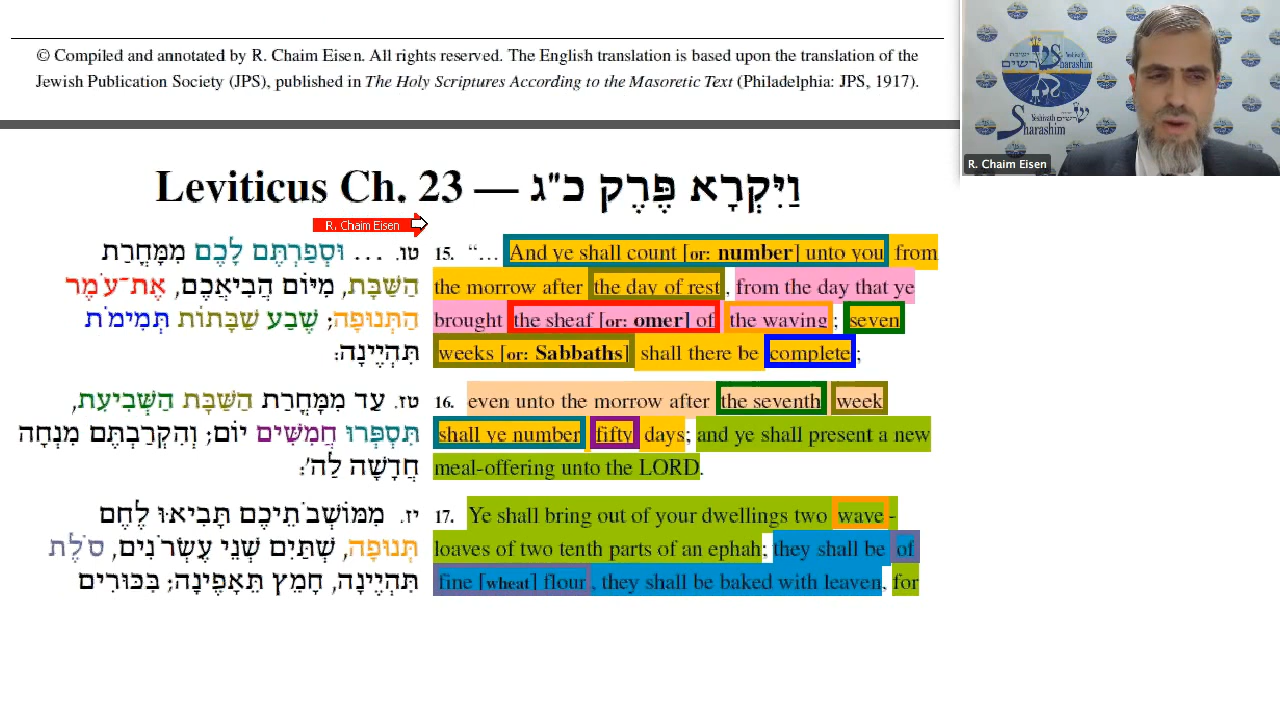 © Compiled and annotated by R. Chaim Eisen. All rights reserved. The English translation is based upon the translation of the
Jewish Publication Society (JPS), published in The Holy Scriptures According to the Masoretic Text (Philadelphia: JPS, 1917).
Sharashim
Yeshivath
Sharashim
R. Chaim Eisen
Leviticus Ch. 23 — וַיִּקְרָא פֶּרֶק כ"ג
R. Chaim Eisen
15. “… And ye shall count [or: number] unto you from
the morrow after the day of rest, from the day that ye
brought the sheaf [or: omer] of the waving; seven
weeks [or: Sabbaths] shall there be complete;
טו. … וּסְפַרְתֶּם לָכֶם מִמָּחֳרַת
הַשַּׁבָּת, מִיּוֹם הֲבִיאֲכֶם, אֶת־עֹמֶר
הַתְּנוּפָה; שֶׁבַע שַׁבָּתוֹת תְּמִימֹת
תִּהְיֶינָה:
16. even unto the morrow after the seventh week
shall ye number fifty days; and ye shall present a new
meal-offering unto the LORD.
טז. עַד מִמָּחֳרַת הַשַּׁבָּת הַשְּׁבִיעִת,
תִּסְפְּרוּ חֲמִשִּׁים יוֹם; וְהִקְרַבְתֶּם מִנְחָה
חֲדָשָׁה לַה':
17. Ye shall bring out of your dwellings two wave-
loaves of two tenth parts of an ephah; they shall be of
fine [wheat] flour, they shall be baked with leaven, for
יז. מִמּוֹשְׁבֹתֵיכֶם תָּבִיאּוּ לֶחֶם
תְּנוּפָה, שְׁתַּיִם שְׁנֵי עֶשְׂרֹנִים, סֹלֶת
תִּהְיֶינָה, חָמֵץ תֵּאָפֶינָה; בִּכּוּרִים